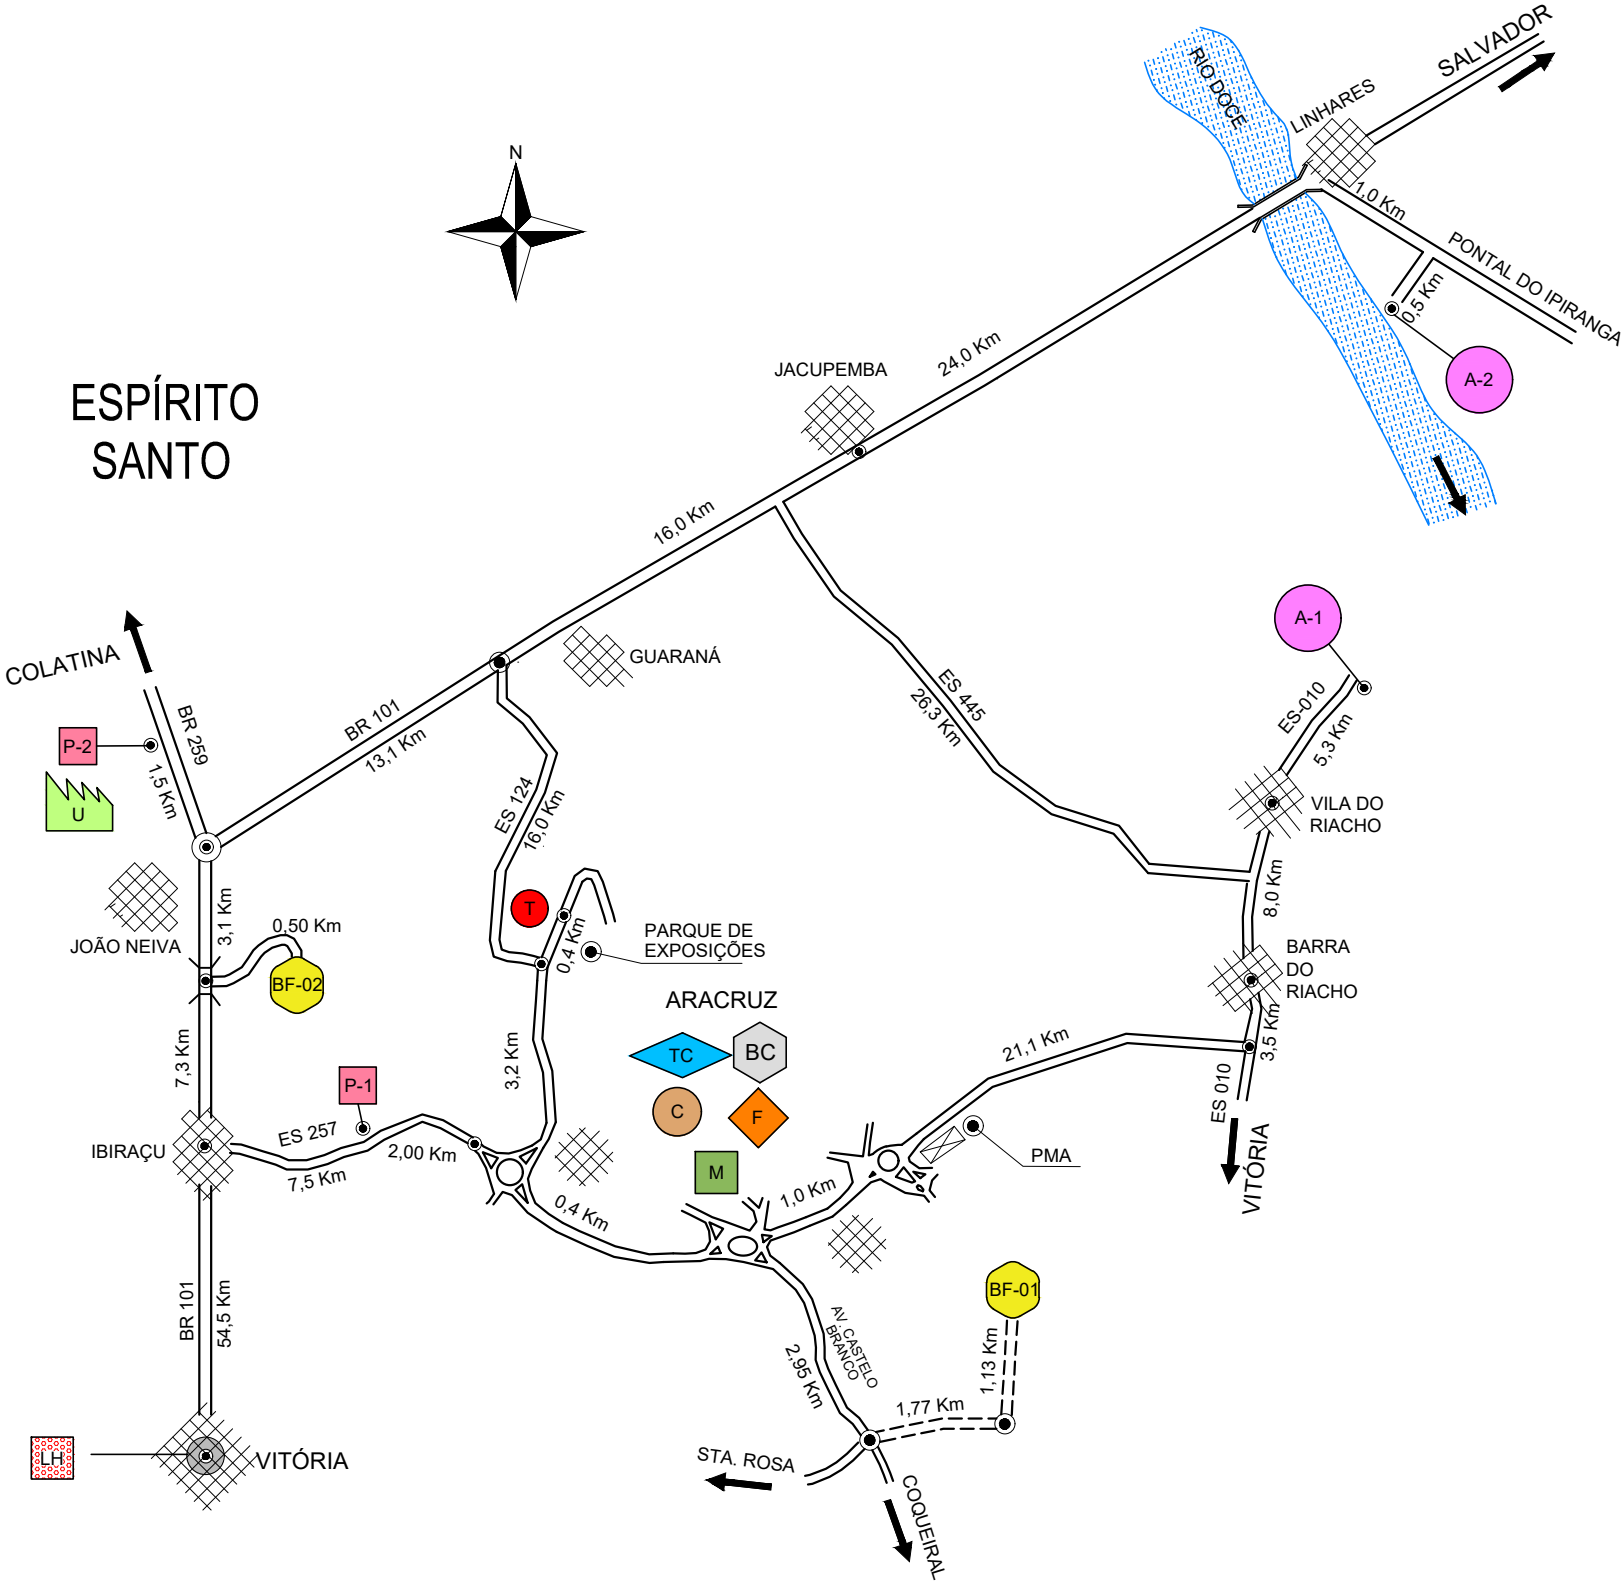 SALVADOR
RIO DOCE
LINHARES
1,0 Km
PONTAL DO IPIRANGA
0,5 Km
A-2
N
24,0 Km
JACUPEMBA
ESPÍRITO
SANTO
16,0 Km
A-1
COLATINA
GUARANÁ
BR 259
P-2
1,5 Km
U
BR 101
13,1 Km
ES 445
26,3 Km
ES-010
5,3 Km
ES 124
16,0 Km
VILA DO
RIACHO
8,0 Km
JOÃO NEIVA
3,1 Km
0,50 Km
BF-02
T
0,4 Km
PARQUE DE
EXPOSIÇÕES
BARRA
DO
RIACHO
ARACRUZ
TC
BC
C
F
M
7,3 Km
3,2 Km
21,1 Km
3,5 Km
ES 010
VITÓRIA
P-1
IBIRAÇU
ES 257
7,5 Km
2,00 Km
0,4 Km
1,0 Km
PMA
BR 101
54,5 Km
BF-01
AV. CASTELO
BRANCO
2,95 Km
1,13 Km
1,77 Km
LH
VITÓRIA
STA. ROSA
COQUEIRAL